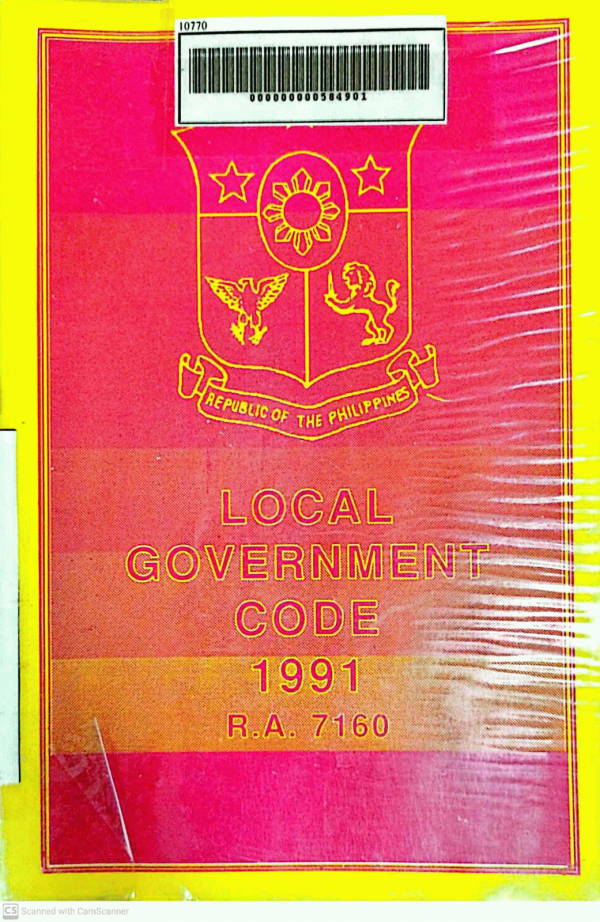 10770
000000000584901
REPUBLIC OF THE PHILIPPINES
LOCAL
GOVERNMENT
CODE
1991
R.A. 7160
CS Scanned with CamScanner